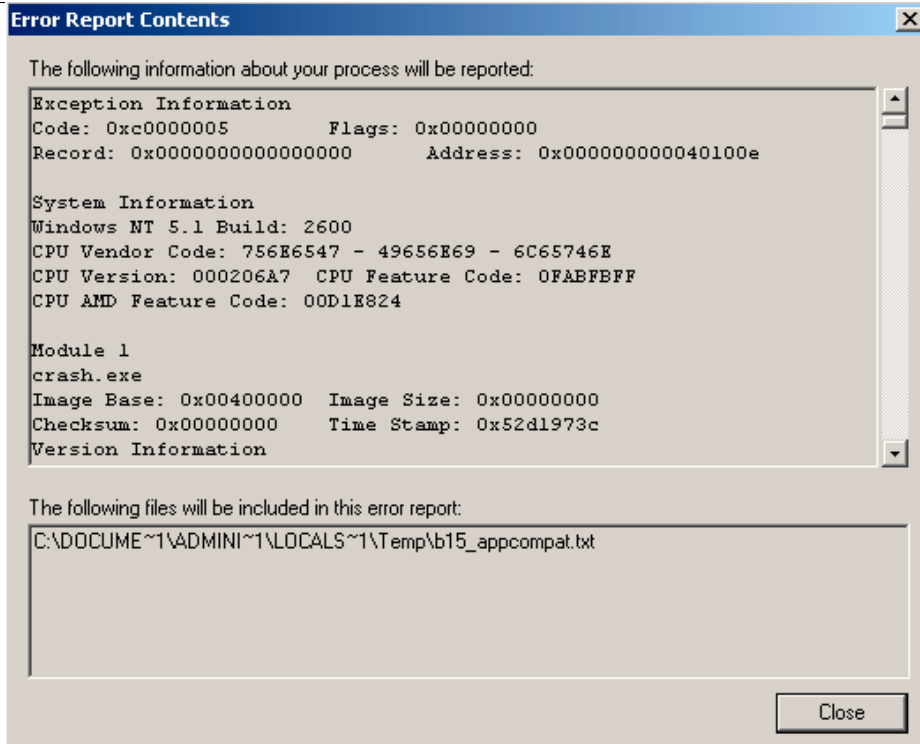 Error Report Contents
The following information about your process will be reported:
Exception Information
Code: 0xc0000005 Flags: 0x00000000
Record: 0x0000000000000000 Address: 0x000000000040100e
System Information
Windows NT 5.1 Build: 2600
CPU Vendor Code: 756E6547 - 49656E69 - 6C65746E
CPU Version: 000206A7 CPU Feature Code: 0FABFBFF
CPU AMD Feature Code: 00D1E824
Module 1
crash.exe
Image Base: 0x00400000 Image Size: 0x00000000
Checksum: 0x00000000 Time Stamp: 0x52d1973c
Version Information
The following files will be included in this error report:
C:\DOCUME~1\ADMINI~1\LOCALS~1\Temp\b15_appcompat.txt
Close